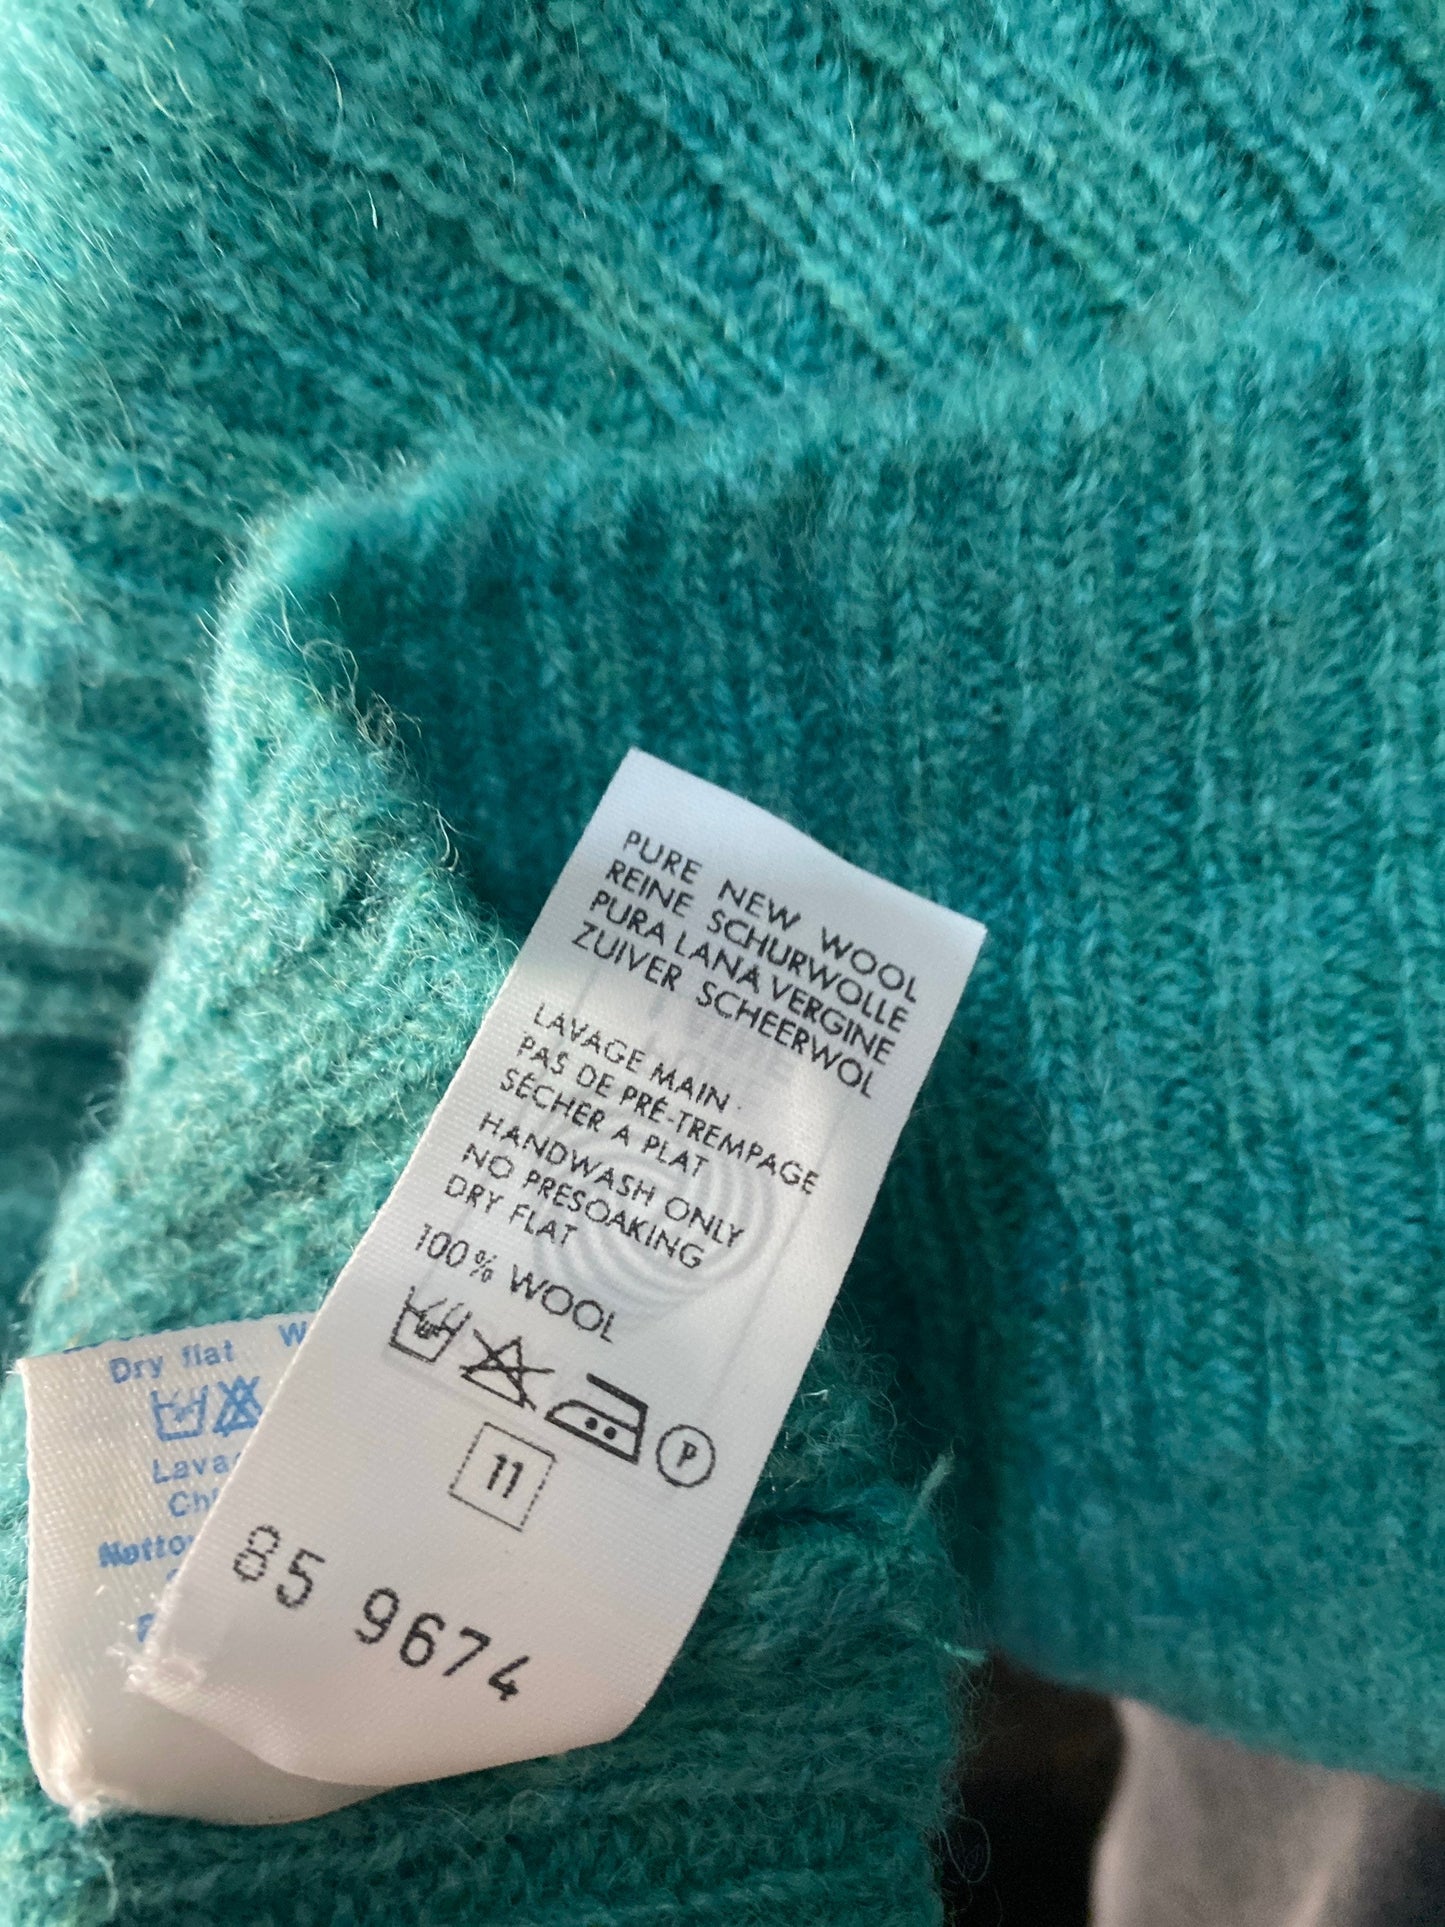 PURE NEW WOOL
REINE SCHURWOLLE
PURA LANA VERGINE
ZUIVER SCHEERWOL
LAVAGE MAIN
PAS DE PRÉ-TREMPAGE
SÉCHER A PLAT
HANDWASH ONLY
NO PRESOAKING
DRY FLAT
100% WOOL
P
11
85 9674
Dry flat